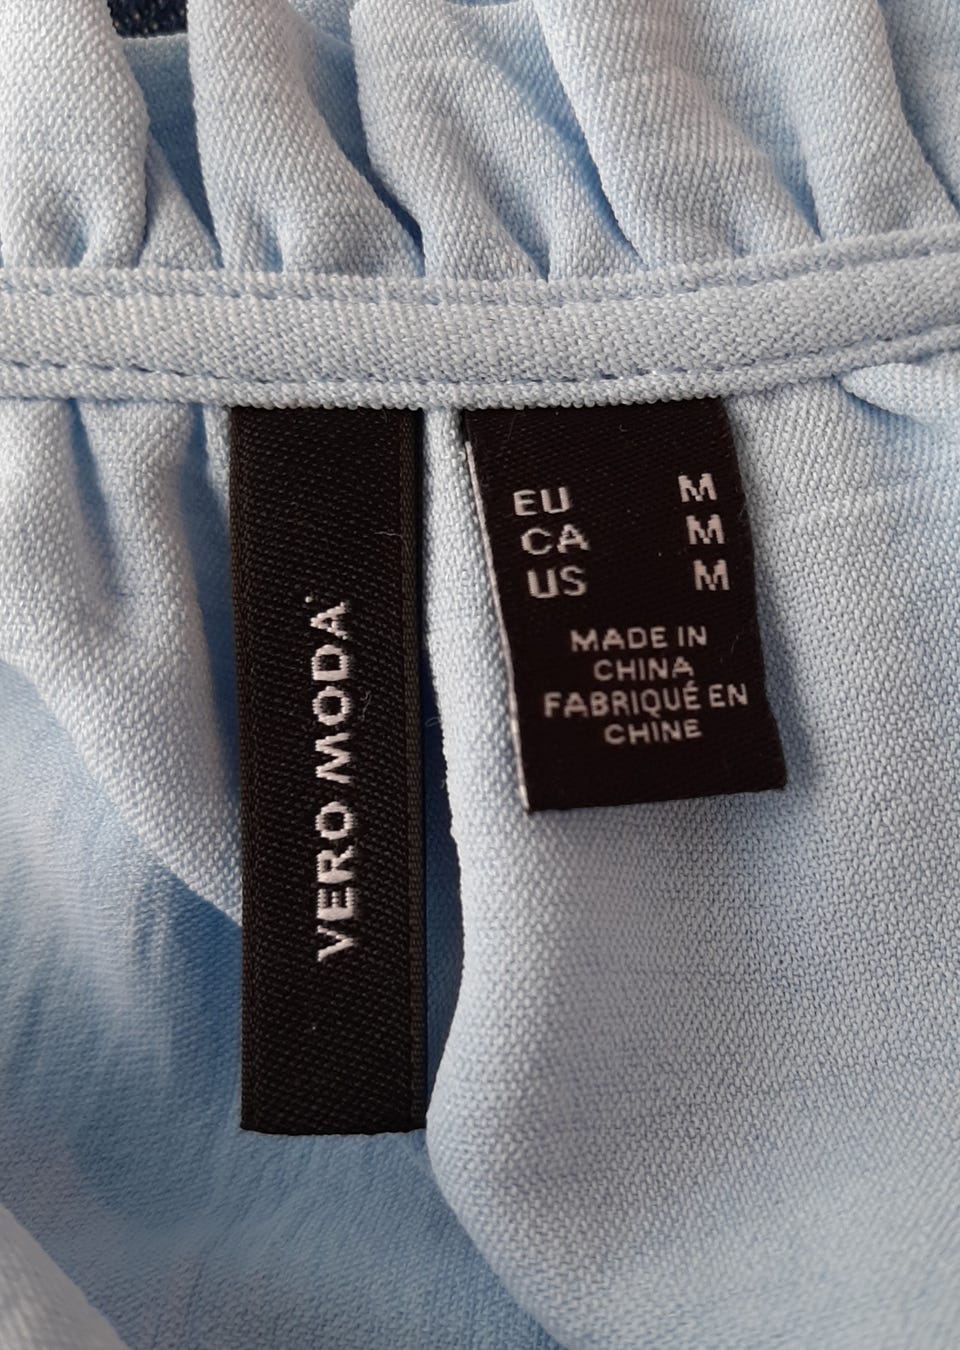 VERO MODA
EU M
CA M
US M
MADE IN
CHINA
FABRIQUÉ EN
CHINE